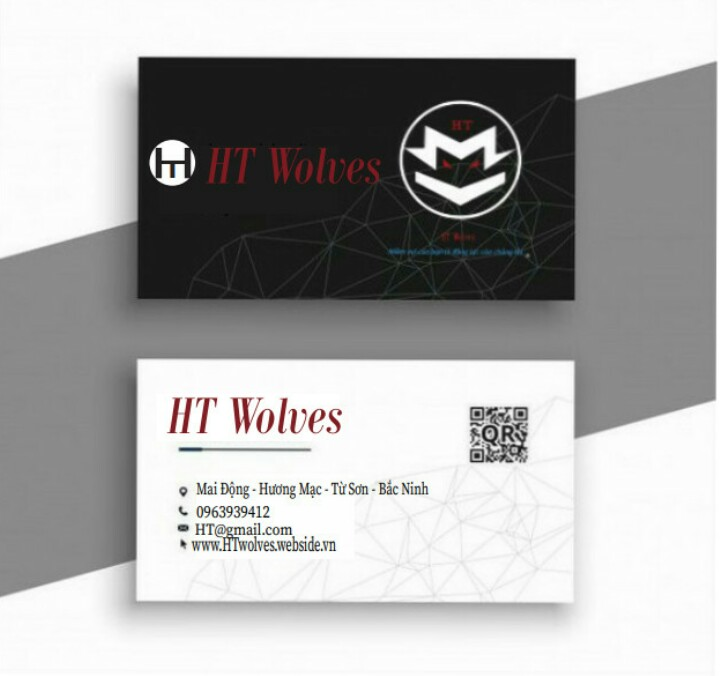 HT
HT Wolves
HT
HT Wolves
QR
Mai Động - Hương Mạc - Từ Sơn - Bắc Ninh
0963939412
HT@gmail.com
www.HTwolves.webside.vn